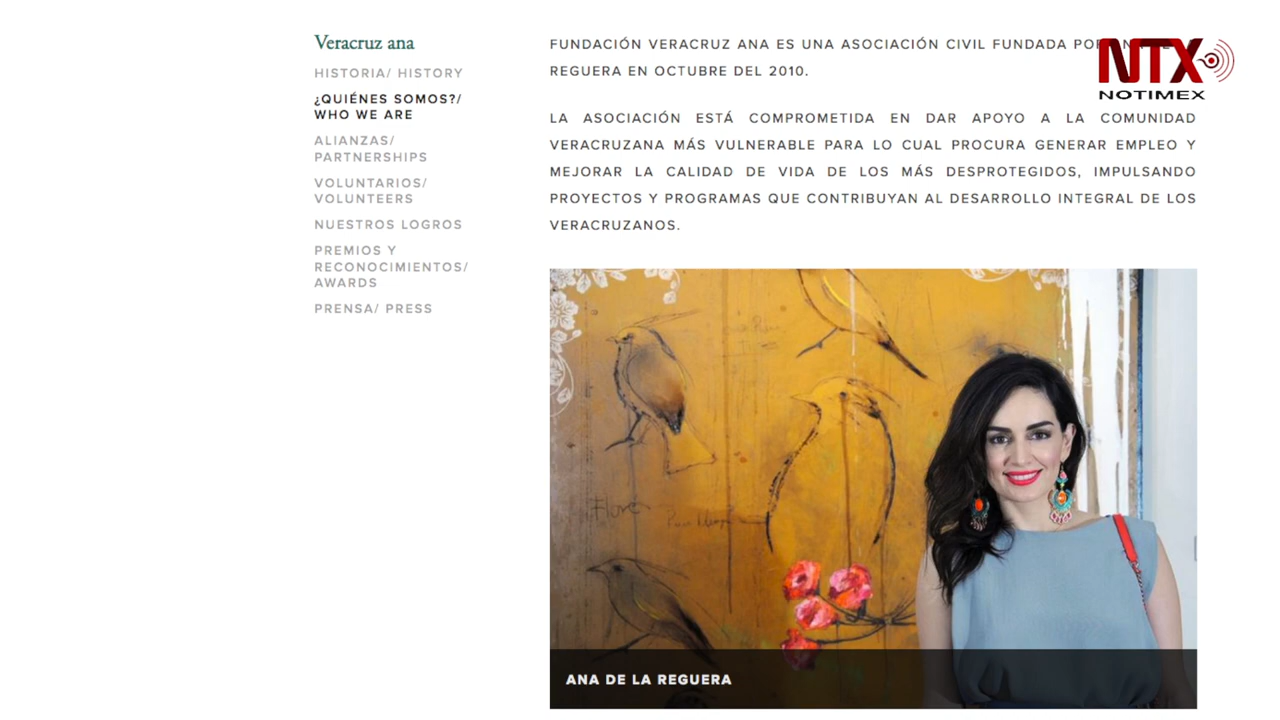 Veracruz ana
HISTORIA/ HISTORY
¿QUIÉNES SOMOS?/
WHO WE ARE
ALIANZAS/
PARTNERSHIPS
VOLUNTARIOS/
VOLUNTEERS
NUESTROS LOGROS
PREMIOS Y
RECONOCIMIENTOS/
AWARDS
PRENSA/ PRESS
FUNDACIÓN VERACRUZ ANA ES UNA ASOCIACIÓN CIVIL FUNDADA
REGUERA EN OCTUBRE DEL 2010.
LA ASOCIACIÓN ESTÁ COMPROMETIDA EN DAR APOYO A LA COMUNIDAD
VERACRUZANA MÁS VULNERABLE PARA LO CUAL PROCURA GENERAR EMPLEO Y
MEJORAR LA CALIDAD DE VIDA DE LOS MÁS DESPROTEGIDOS, IMPULSANDO
PROYECTOS Y PROGRAMAS QUE CONTRIBUYAN AL DESARROLLO INTEGRAL DE LOS
VERACRUZANOS.
NTX
NOTIMEX
ANA DE LA REGUERA